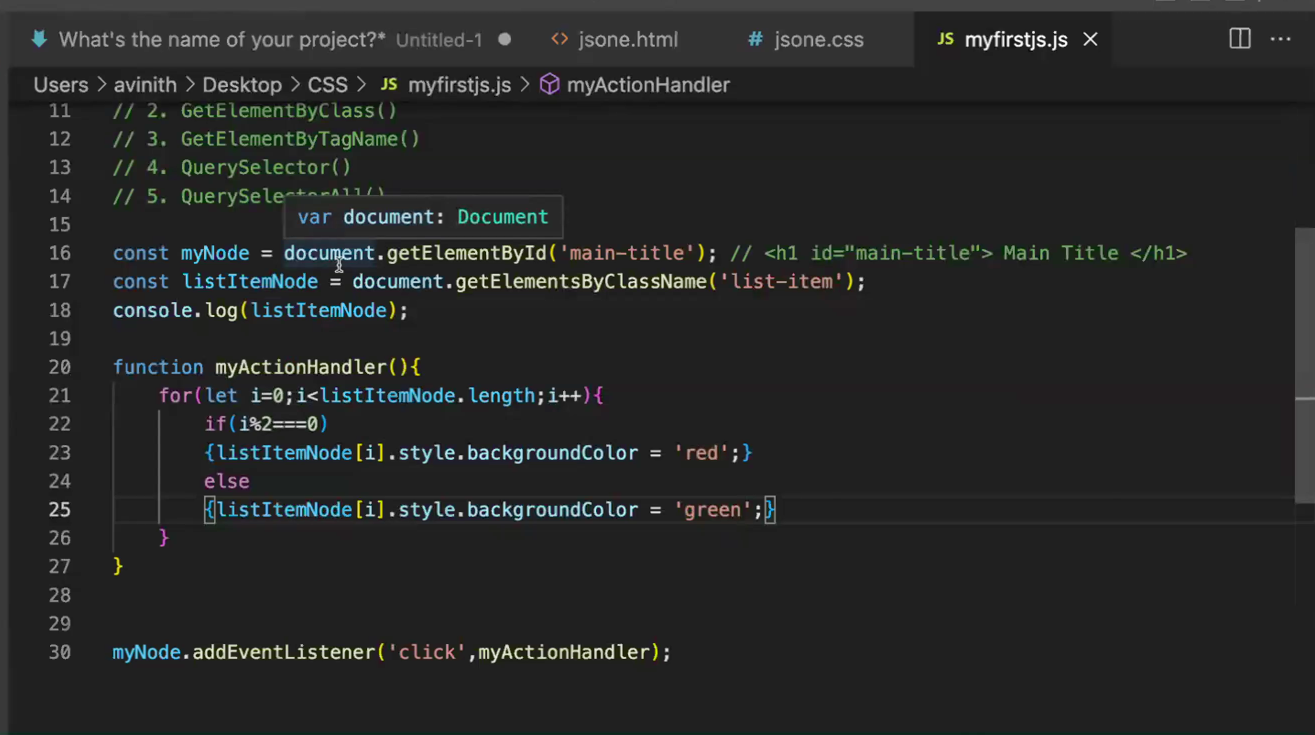 What's the name of your project?* Untitled-1 jsone.html # jsone.css JS myfirstjs.js
Users > avinith > Desktop > CSS > JS myfirstjs.js > myActionHandler
11 // 2. GetElementByClass()
12 // 3. GetElementByTagName()
13 // 4. QuerySelector()
14 // 5. QuerySelectorAll()
var document: Document
15
16 const myNode = document.getElementById('main-title'); // <h1 id="main-title"> Main Title </h1>
17 const listItemNode = document.getElementsByClassName('list-item');
18 console.log(listItemNode);
19
20 function myActionHandler(){
21 for(let i=0;i<listItemNode.length;i++){
22 if(i%2===0)
23 {listItemNode[i].style.backgroundColor = 'red';}
24 else
25 {listItemNode[i].style.backgroundColor = 'green';}
26 }
27 }
28
29
30 myNode.addEventListener('click',myActionHandler);